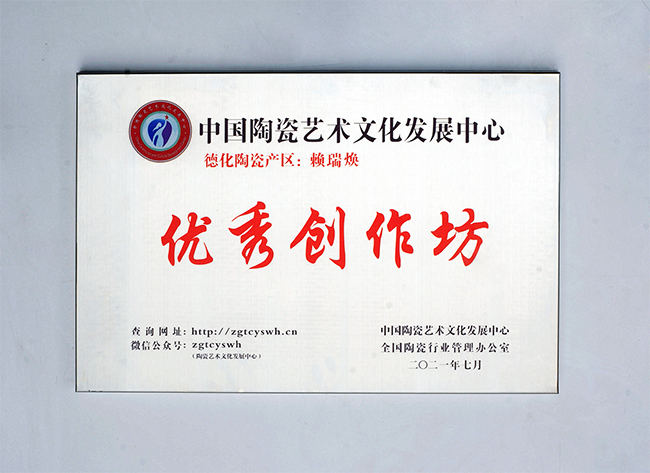 中国陶瓷艺术文化发展中心
德化陶瓷产区：赖瑞焕
优秀创作坊
查询网址：http://zgtcyswh.cn
微信公众号：zgtcyswh
（陶瓷艺术文化发展中心）
中国陶瓷艺术文化发展中心
全国陶瓷行业管理办公室
二〇二一年七月